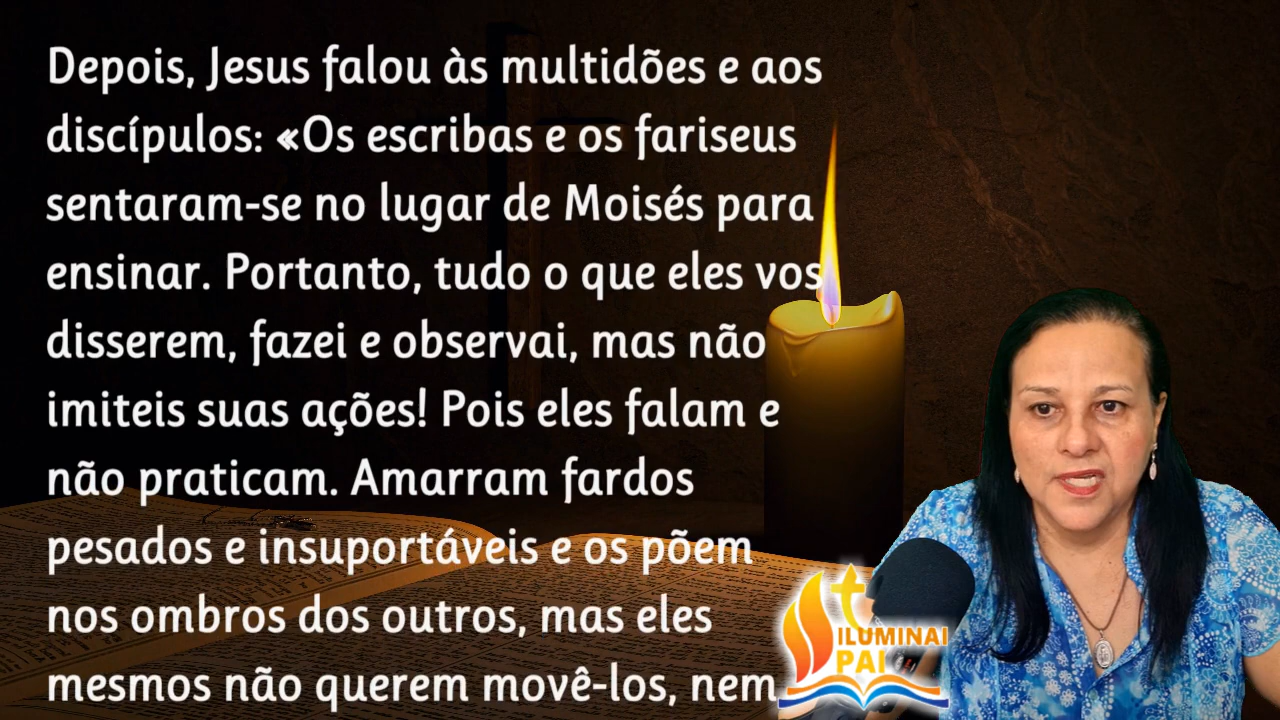 Depois, Jesus falou às multidões e aos
discípulos: «Os escribas e os fariseus
sentaram-se no lugar de Moisés para
ensinar. Portanto, tudo o que eles vos
disserem, fazei e observai, mas não
imiteis suas ações! Pois eles falam e
não praticam. Amarram fardos
pesados e insuportáveis e os põem
nos ombros dos outros, mas eles
mesmos não querem movê-los, nem
ILUMINAI
PAI